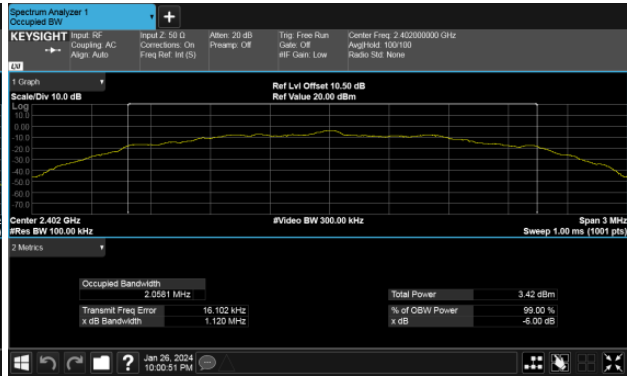 Spectrum Analyzer 1
Occupied BW
+
KEYSIGHT
Input: RF
Coupling: AC
Align: Auto
Input Z: 50 Ω
Corrections: On
Freq Ref: Int (S)
Atten: 20 dB
Preamp: Off
Trig: Free Run
Gate: Off
#IF Gain: Low
Center Freq: 2.402000000 GHz
Avg|Hold: 100/100
Radio Std: None
LXI
1 Graph
Scale/Div 10.0 dB
Ref Lvl Offset 10.50 dB
Ref Value 20.00 dBm
Log
10.0
0.00
-10.0
-20.0
-30.0
-40.0
-50.0
-60.0
-70.0
Center 2.402 GHz
#Res BW 100.00 kHz
#Video BW 300.00 kHz
Span 3 MHz
Sweep 1.00 ms (1001 pts)
2 Metrics
Occupied Bandwidth
2.0581 MHz
Transmit Freq Error 16.102 kHz
x dB Bandwidth 1.120 MHz
Total Power 3.42 dBm
% of OBW Power 99.00 %
x dB -6.00 dB
?
Jan 26, 2024
10:00:51 PM